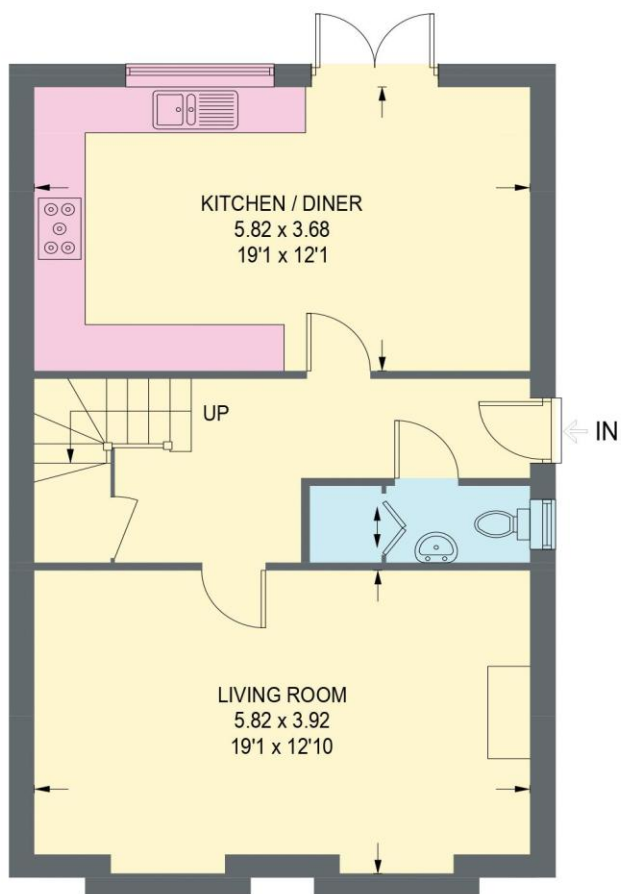 KITCHEN / DINER
5.82 x 3.68
19'1 x 12'1
UP
IN
LIVING ROOM
5.82 x 3.92
19'1 x 12'10